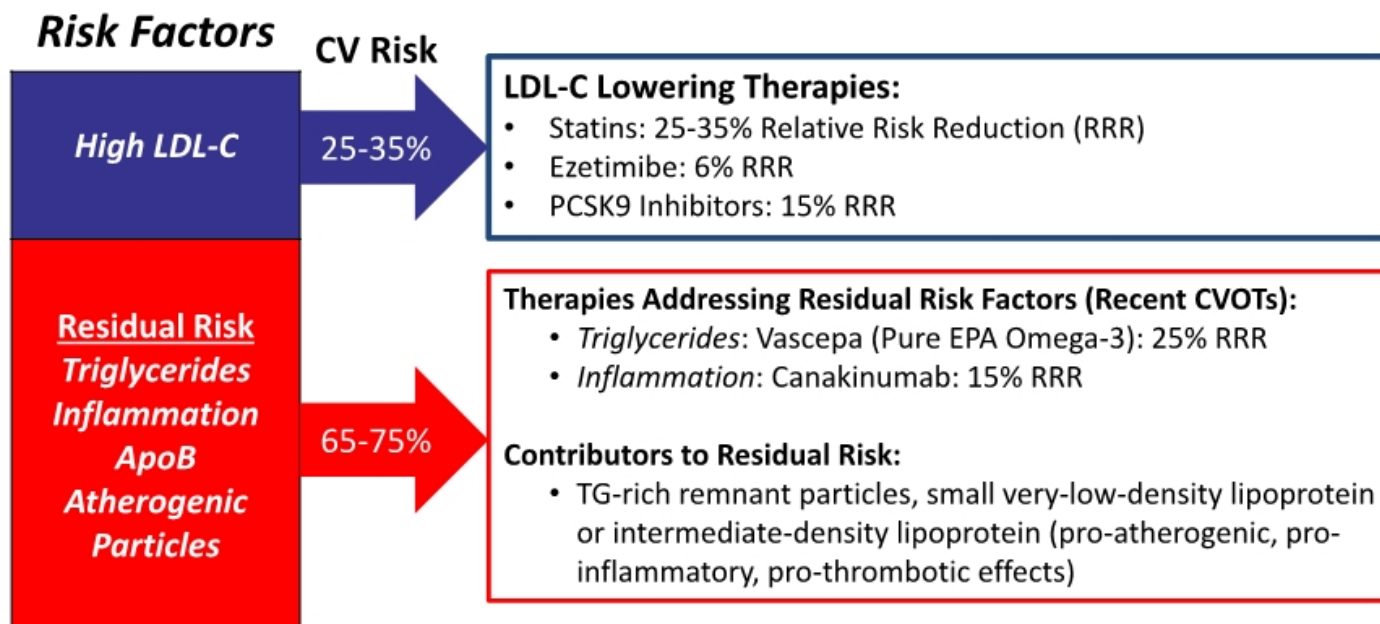 Risk Factors
CV Risk
High LDL-C
25-35%
LDL-C Lowering Therapies:
• Statins: 25-35% Relative Risk Reduction (RRR)
• Ezetimibe: 6% RRR
• PCSK9 Inhibitors: 15% RRR
Residual Risk
Triglycerides
Inflammation
ApoB
Atherogenic
Particles
65-75%
Therapies Addressing Residual Risk Factors (Recent CVOTs):
• Triglycerides: Vascepa (Pure EPA Omega-3): 25% RRR
• Inflammation: Canakinumab: 15% RRR
Contributors to Residual Risk:
• TG-rich remnant particles, small very-low-density lipoprotein
or intermediate-density lipoprotein (pro-atherogenic, pro-
inflammatory, pro-thrombotic effects)